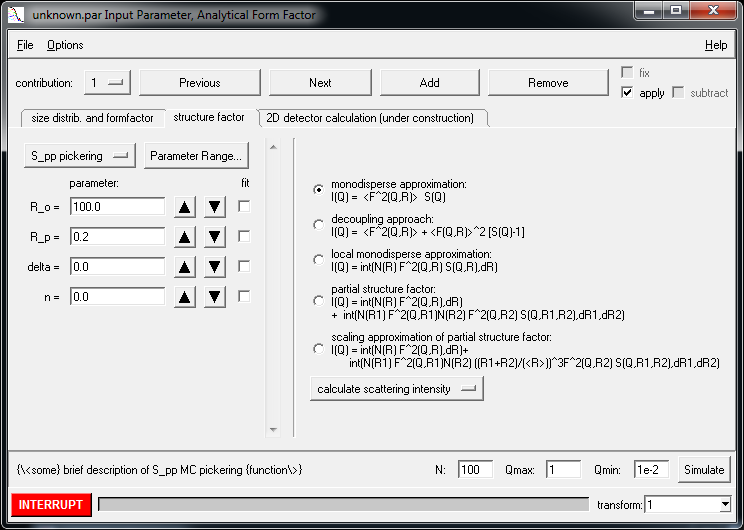 unknown.par Input Parameter, Analytical Form Factor
File Options Help
contribution: 1 Previous Next Add Remove fix
apply subtract
size distrib. and formfactor structure factor 2D detector calculation (under construction)
S_pp pickering Parameter Range...
parameter: fit
R_o = 100.0
R_p = 0.2
delta = 0.0
n = 0.0
monodisperse approximation:
I(Q) = <F^2(Q,R)> S(Q)
decoupling approach:
I(Q) = <F^2(Q,R)> + <F(Q,R)>^2 [S(Q)-1]
local monodisperse approximation:
I(Q) = int(N(R) F^2(Q,R) S(Q,R),dR)
partial structure factor:
I(Q) = int(N(R) F^2(Q,R),dR)
+ int(N(R1) F^2(Q,R1)N(R2) F^2(Q,R2) S(Q,R1,R2),dR1,dR2)
scaling approximation of partial structure factor:
I(Q) = int(N(R) F^2(Q,R),dR)+
int(N(R1) F^2(Q,R1)N(R2) ((R1+R2)/(<R>))^3F^2(Q,R2) S(Q,R1,R2),dR1,dR2)
calculate scattering intensity
{\<some} brief description of S_pp MC pickering {function\>} N: 100 Qmax: 1 Qmin: 1e-2 Simulate
INTERRUPT transform: 1